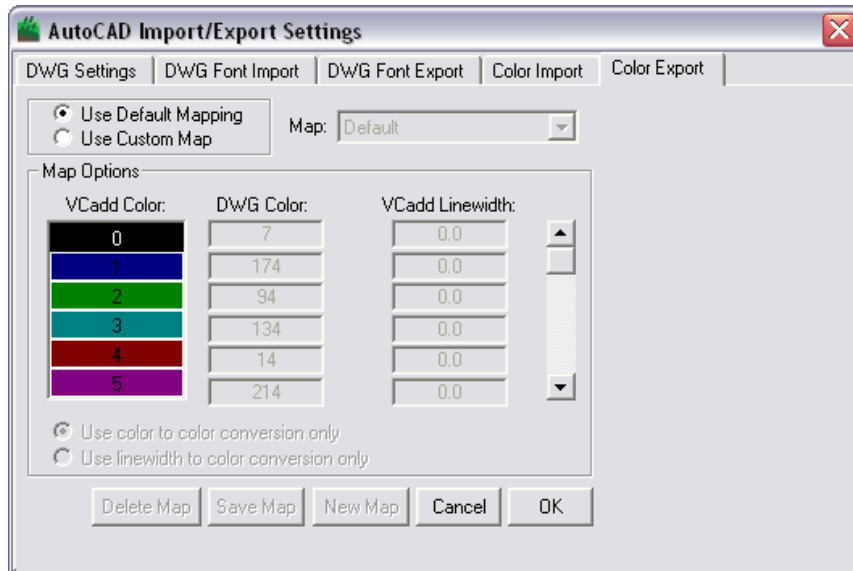 AutoCAD Import/Export Settings
DWG Settings DWG Font Import DWG Font Export Color Import Color Export
Use Default Mapping
Use Custom Map
Map: Default
Map Options
VCadd Color: DWG Color: VCadd Linewidth:
0 7 0.0
1 174 0.0
2 94 0.0
3 134 0.0
4 14 0.0
5 214 0.0
Use color to color conversion only
Use linewidth to color conversion only
Delete Map Save Map New Map Cancel OK